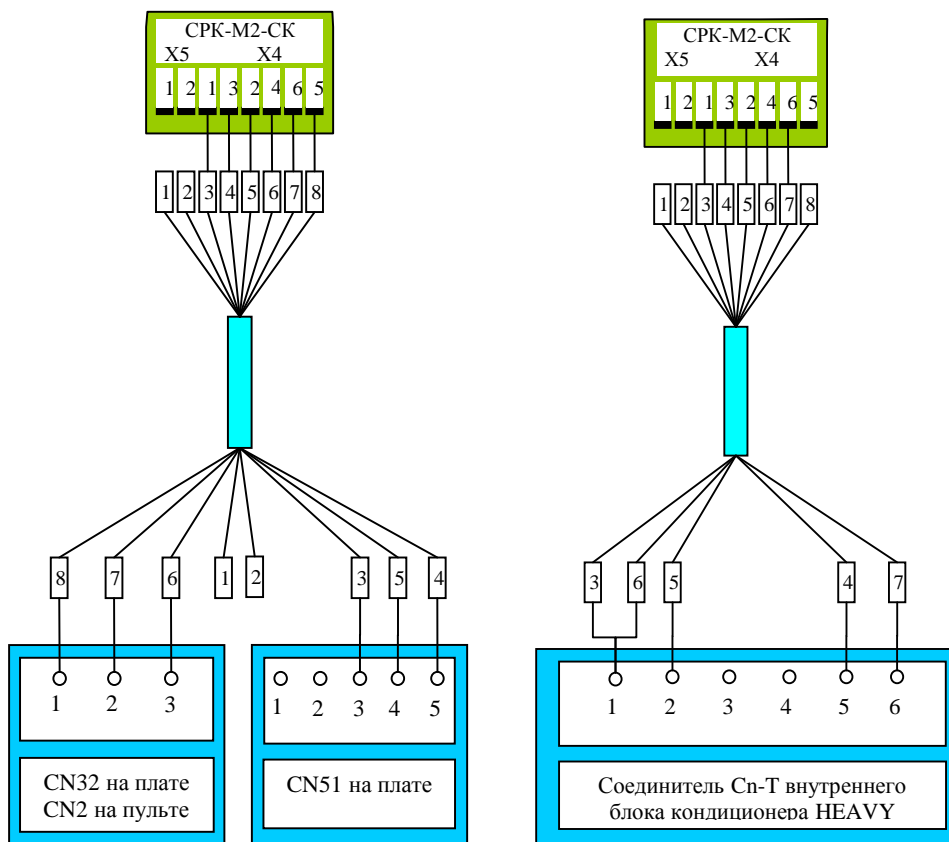 СРК-М2-СК
X5 X4
1 2 1 3 2 4 6 5
1 2 3 4 5 6 7 8
8 7 6 1 2 3 5 4
1 2 3
1 2 3 4 5
CN32 на плате
CN2 на пульте
CN51 на плате
СРК-М2-СК
X5 X4
1 2 1 3 2 4 6 5
1 2 3 4 5 6 7 8
3 6 5 4 7
1 2 3 4 5 6
Соединитель Cn-T внутреннего
блока кондиционера HEAVY